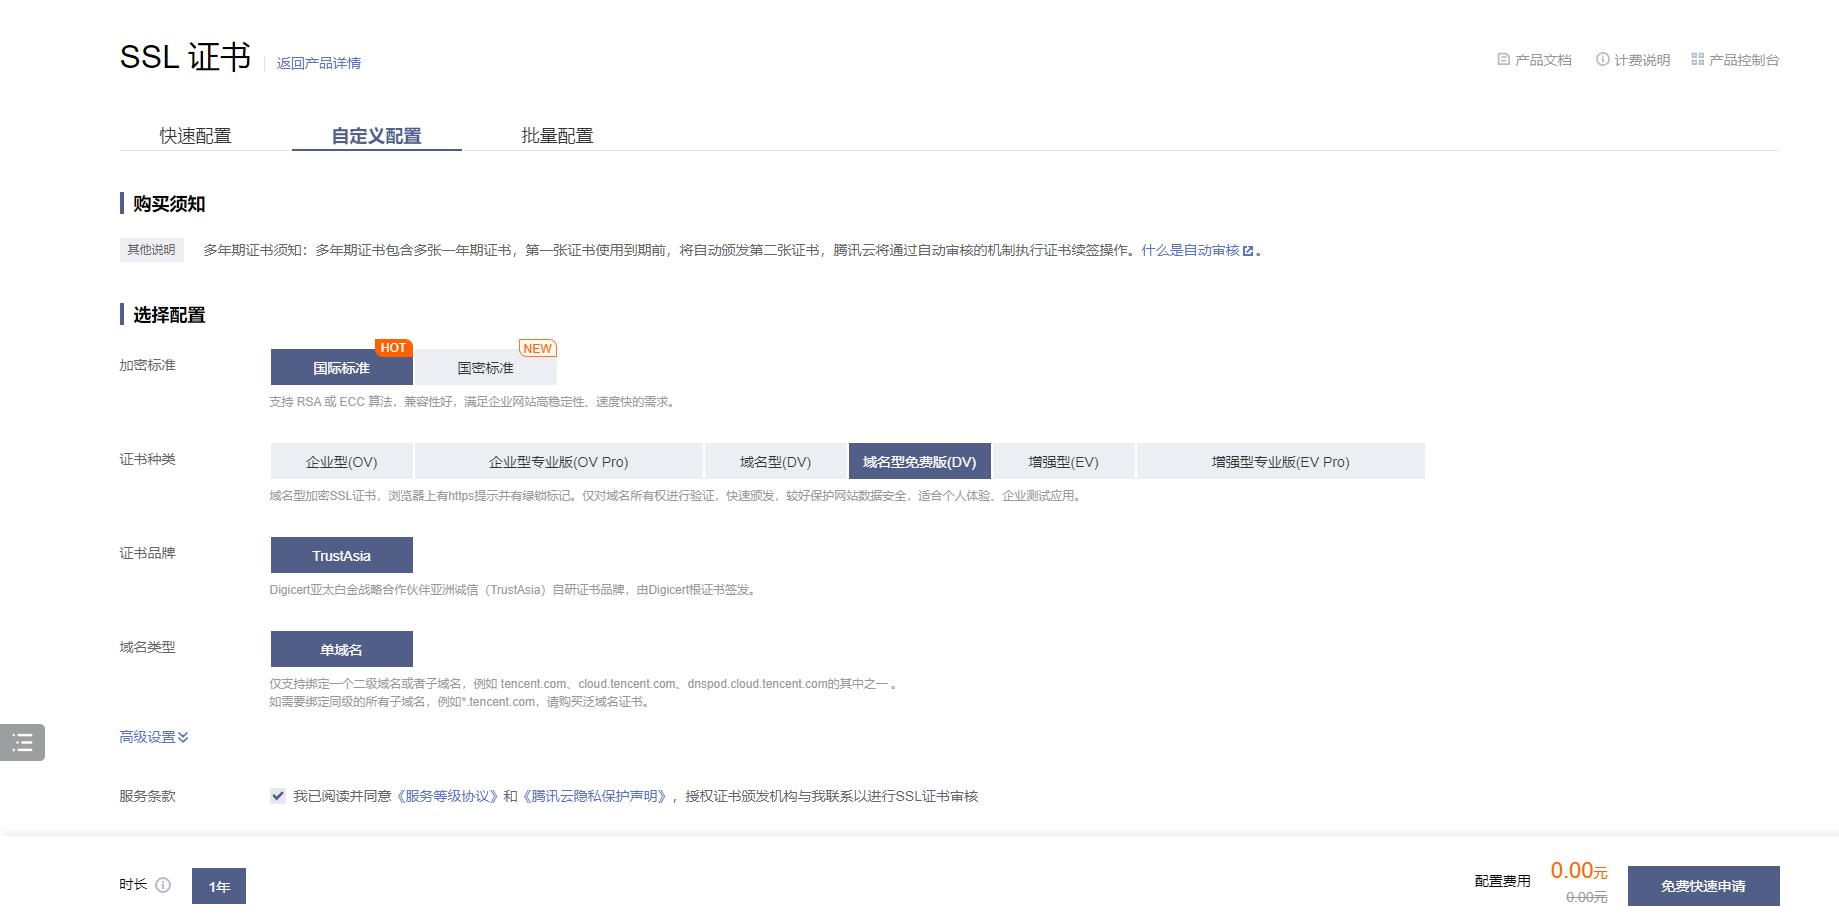 SSL 证书
返回产品详情
产品文档
计费说明
产品控制台
快速配置
自定义配置
批量配置
购买须知
其他说明
多年期证书须知：多年期证书包含多张一年期证书，第一张证书使用到期前，将自动颁发第二张证书，腾讯云将通过自动审核的机制执行证书续签操作。什么是自动审核。
选择配置
加密标准
HOT
NEW
国际标准
国密标准
支持 RSA 或 ECC 算法，兼容性好，满足企业网站高稳定性、速度快的需求。
证书种类
企业型(OV)
企业型专业版(OV Pro)
域名型(DV)
域名型免费版(DV)
增强型(EV)
增强型专业版(EV Pro)
域名型加密SSL证书，浏览器上有https提示并有绿锁标记。仅对域名所有权进行验证，快速颁发，较好保护网站数据安全，适合个人体验、企业测试应用。
证书品牌
TrustAsia
Digicert亚太白金战略合作伙伴亚洲诚信（TrustAsia）自研证书品牌，由Digicert根证书签发。
域名类型
单域名
仅支持绑定一个二级域名或者子域名，例如 tencent.com、cloud.tencent.com、dnspod.cloud.tencent.com的其中之一 。
如需要绑定同级的所有子域名，例如*.tencent.com，请购买泛域名证书。
高级设置
服务条款
我已阅读并同意《服务等级协议》和《腾讯云隐私保护声明》，授权证书颁发机构与我联系以进行SSL证书审核
时长
1年
配置费用
0.00元
0.00元
免费快速申请